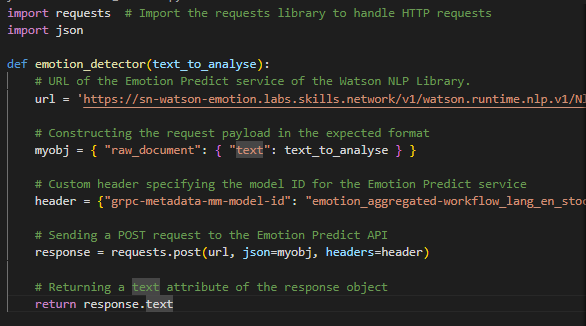 import requests  # Import the requests library to handle HTTP requests
import json
def emotion_detector(text_to_analyse):
    # URL of the Emotion Predict service of the Watson NLP Library.
    url = 'https://sn-watson-emotion.labs.skills.network/v1/watson.runtime.nlp.v1/Nl
    # Constructing the request payload in the expected format
    myobj = { "raw_document": { "text": text_to_analyse } }
    # Custom header specifying the model ID for the Emotion Predict service
    header = {"grpc-metadata-mm-model-id": "emotion_aggregated-workflow_lang_en_stoc
    # Sending a POST request to the Emotion Predict API
    response = requests.post(url, json=myobj, headers=header)
    # Returning a text attribute of the response object
    return response.text